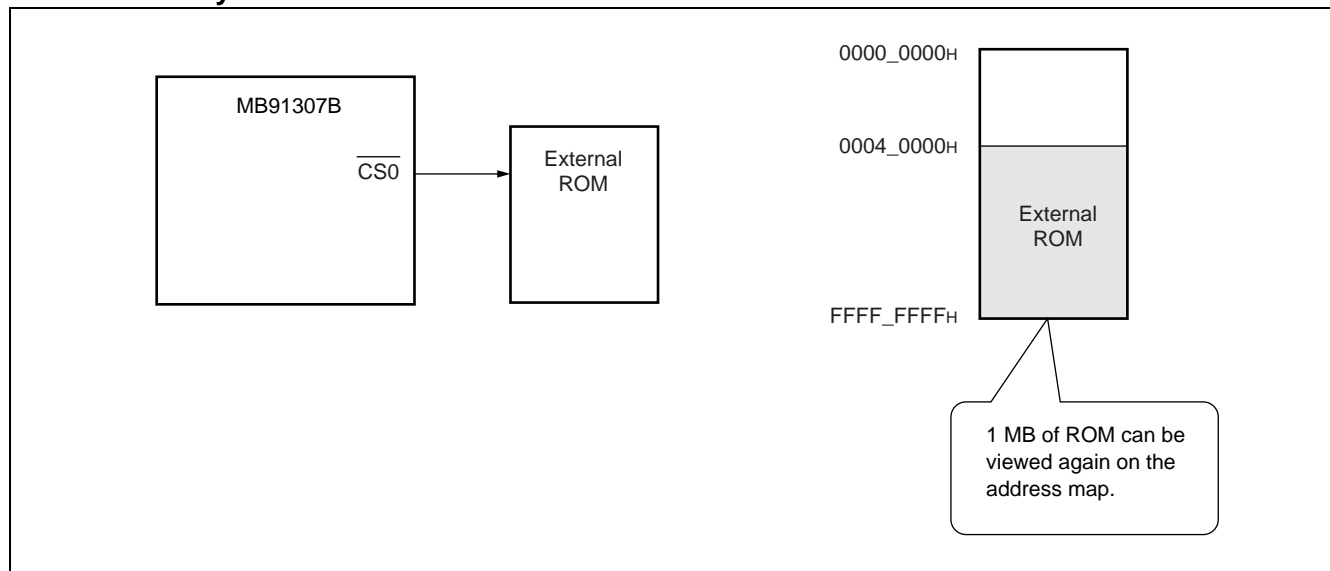 MB91307B
CS0
External
ROM
0000_0000H
0004_0000H
External
ROM
FFFF_FFFFH
1 MB of ROM can be
viewed again on the
address map.